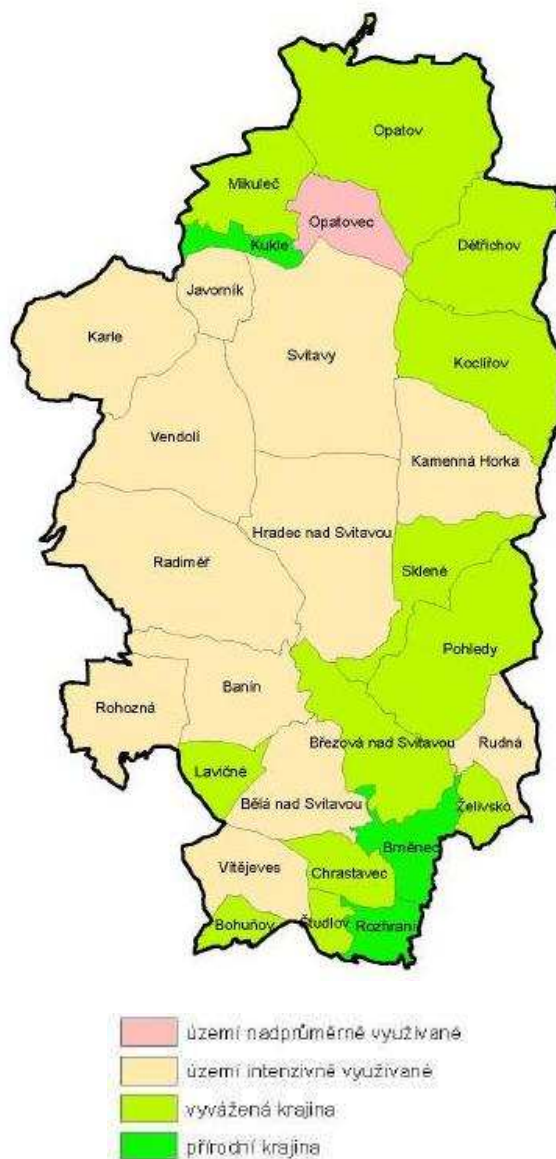 Opatov
Mikuleč
Opatovec
Dětřichov
Kukle
Javorník
Karle
Svitavy
Koclířov
Vendolí
Kamenná Horka
Hradec nad Svitavou
Radiměř
Sklené
Pohledy
Banín
Rohozná
Březová nad Svitavou
Rudná
Lavičné
Bělá nad Svitavou
Želivsko
Brněnec
Vítějeves
Chrastavec
Bohuňov
Študlov
Rozhraní
území nadprůměrně využívané
území intenzivně využívané
vyvážená krajina
přírodní krajina